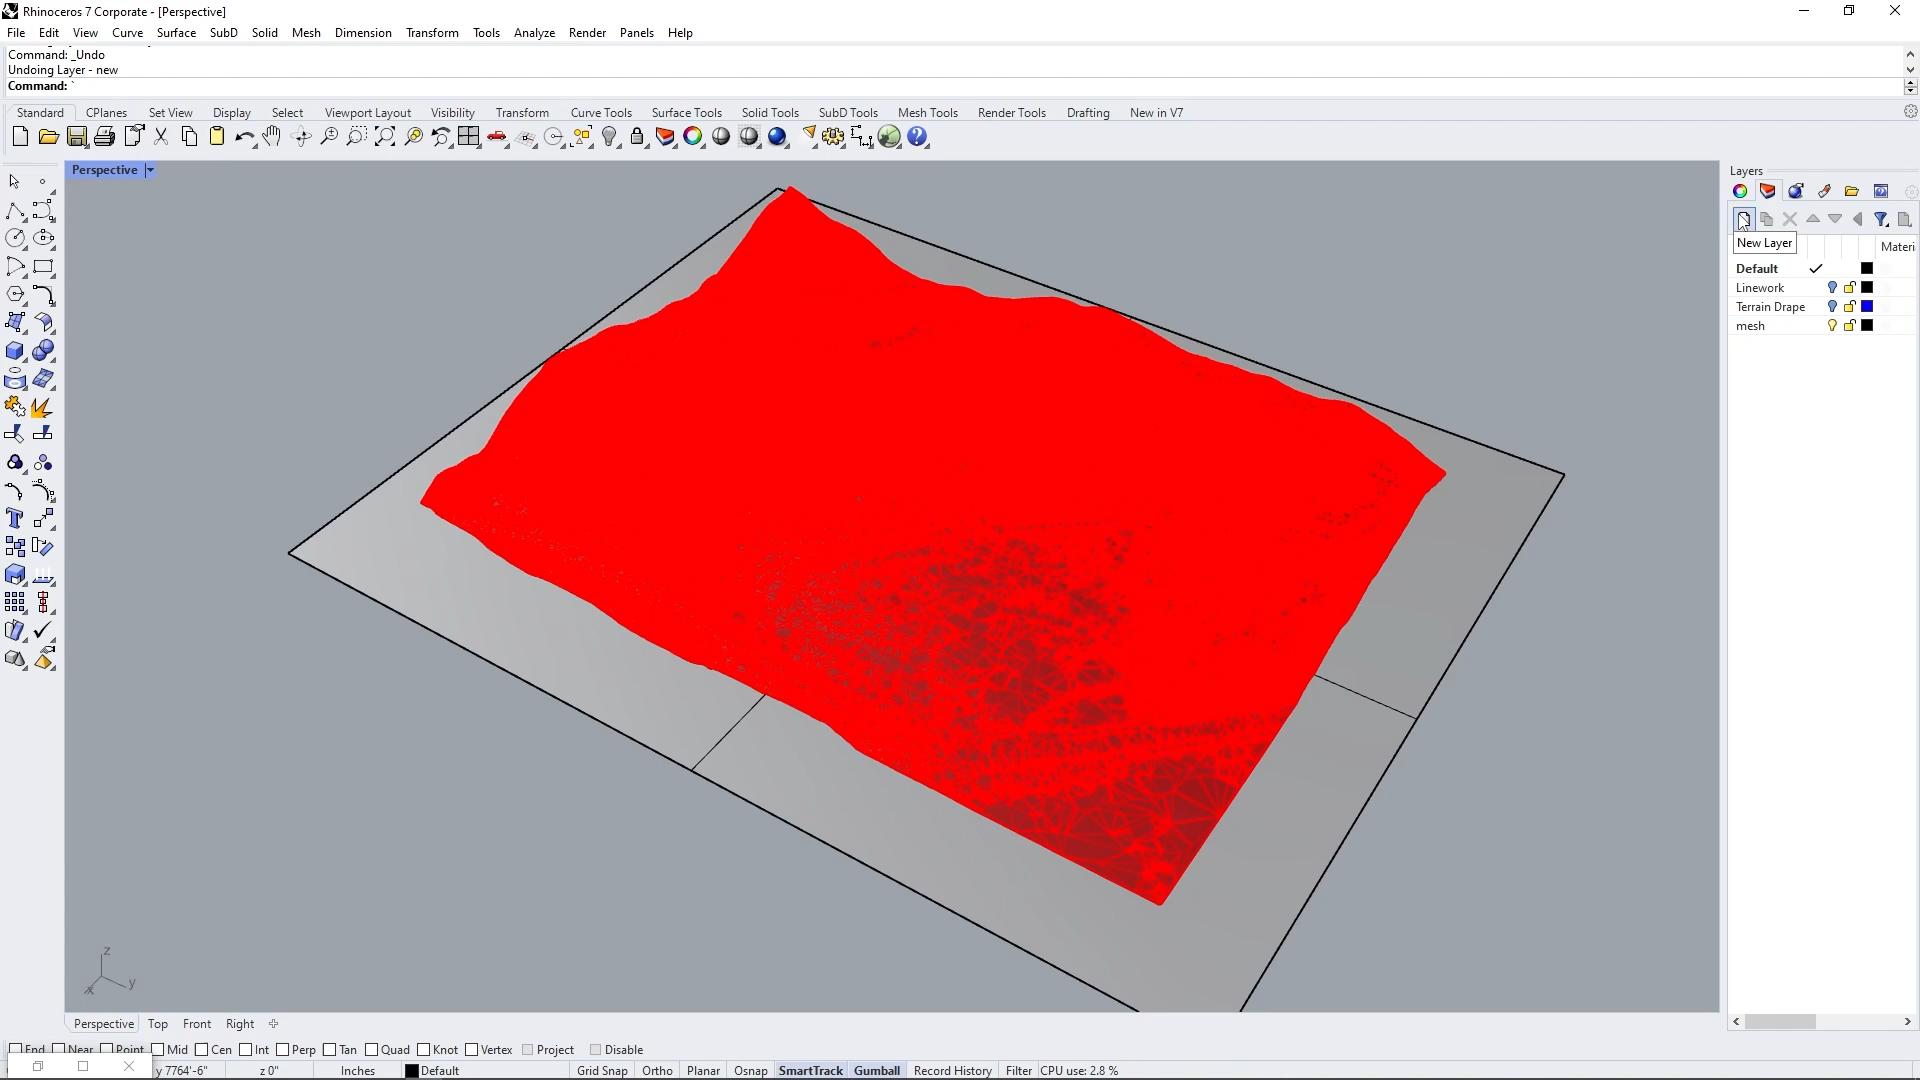 Rhinoceros 7 Corporate - [Perspective]
File Edit View Curve Surface SubD Solid Mesh Dimension Transform Tools Analyze Render Panels Help
Command: _Undo
Undoing Layer - new
Command: `
Standard CPlanes Set View Display Select Viewport Layout Visibility Transform Curve Tools Surface Tools Solid Tools SubD Tools Mesh Tools Render Tools Drafting New in V7
Perspective
Layers
New Layer
Materi
Default
Linework
Terrain Drape
mesh
z
y
x
Perspective Top Front Right
End Near Point Mid Cen Int Perp Tan Quad Knot Vertex Project Disable
y 7764'-6" z 0" Inches Default Grid Snap Ortho Planar Osnap SmartTrack Gumball Record History Filter CPU use: 2.8 %